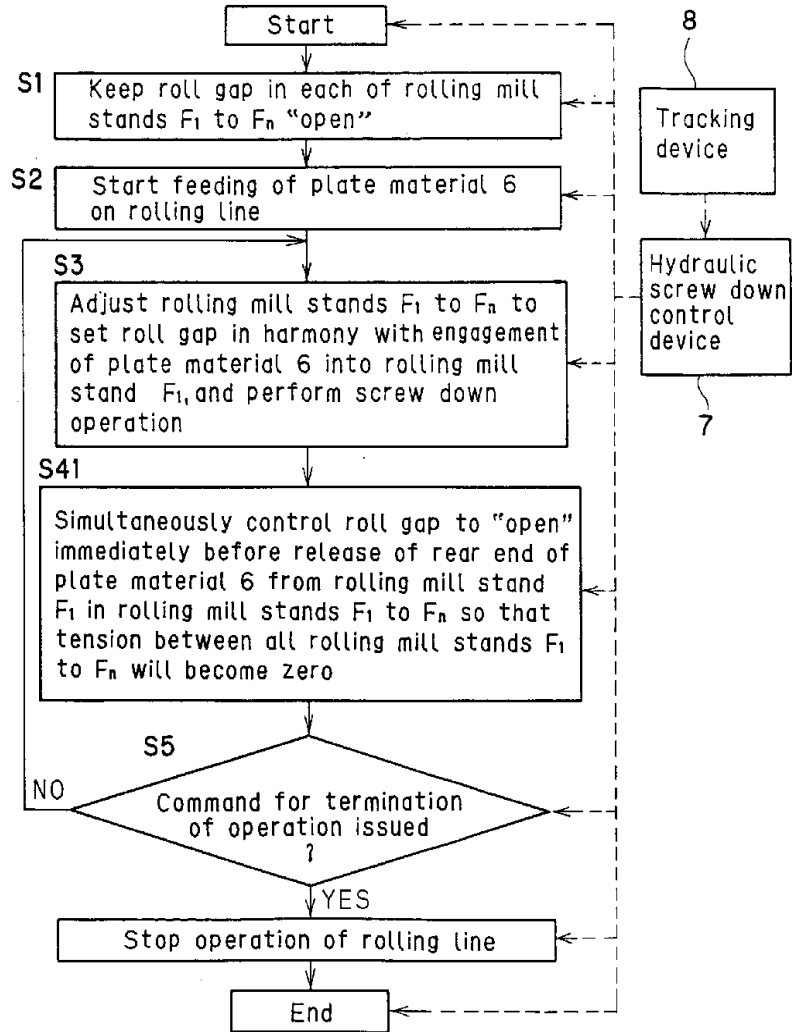 Start
S1
Keep roll gap in each of rolling mill
stands F1 to Fn "open"
S2
Start feeding of plate material 6
on rolling line
S3
Adjust rolling mill stands F1 to Fn to
set roll gap in harmony with engagement
of plate material 6 into rolling mill
stand F1, and perform screw down
operation
S41
Simultaneously control roll gap to "open"
immediately before release of rear end of
plate material 6 from rolling mill stand
F1 in rolling mill stands F1 to Fn so that
tension between all rolling mill stands F1
to Fn will become zero
S5
NO
Command for termination
of operation issued
?
YES
Stop operation of rolling line
End
8
Tracking
device
Hydraulic
screw down
control
device
7